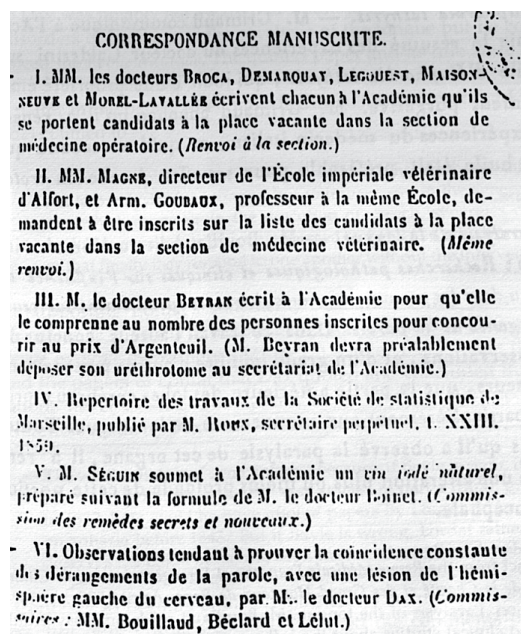 CORRESPONDANCE MANUSCRITE.
I. MM. les docteurs BROCA, DEMARQUAY, LEGOUEST, MAISON-
NEUVE et MOREL-LAVALLÉE écrivent chacun à l'Académie qu'ils
se portent candidats à la place vacante dans la section de
médecine opératoire. (Renvoi à la section.)
II. MM. MAGNE, directeur de l'École impériale vétérinaire
d'Alfort, et Arm. GOUBAUX, professeur à la même École, de-
mandent à être inscrits sur la liste des candidats à la place
vacante dans la section de médecine vétérinaire. (Même
renvoi.)
III. M. le docteur BEYRAN écrit à l'Académie pour qu'elle
le comprenne au nombre des personnes inscrites pour concou-
rir au prix d'Argenteuil. (M. Beyran devra préalablement
déposer son uréthrotome au secrétariat de l'Académie.)
IV. Repertoire des travaux de la Société de statistique de
Marseille, publié par M. ROUX, secrétaire perpétuel. t. XXIII.
1859.
V. M. SÉGUIN soumet à l'Académie un vin iodé naturel,
préparé suivant la formule de M. le docteur Boinet. (Commis-
sion des remèdes secrets et nouveaux.)
VI. Observations tendant à prouver la coïncidence constante
des dérangements de la parole, avec une lésion de l'hémi-
sphère gauche du cerveau, par M. le docteur DAX. (Commis-
saires : MM. Bouillaud, Béclard et Lélut.)